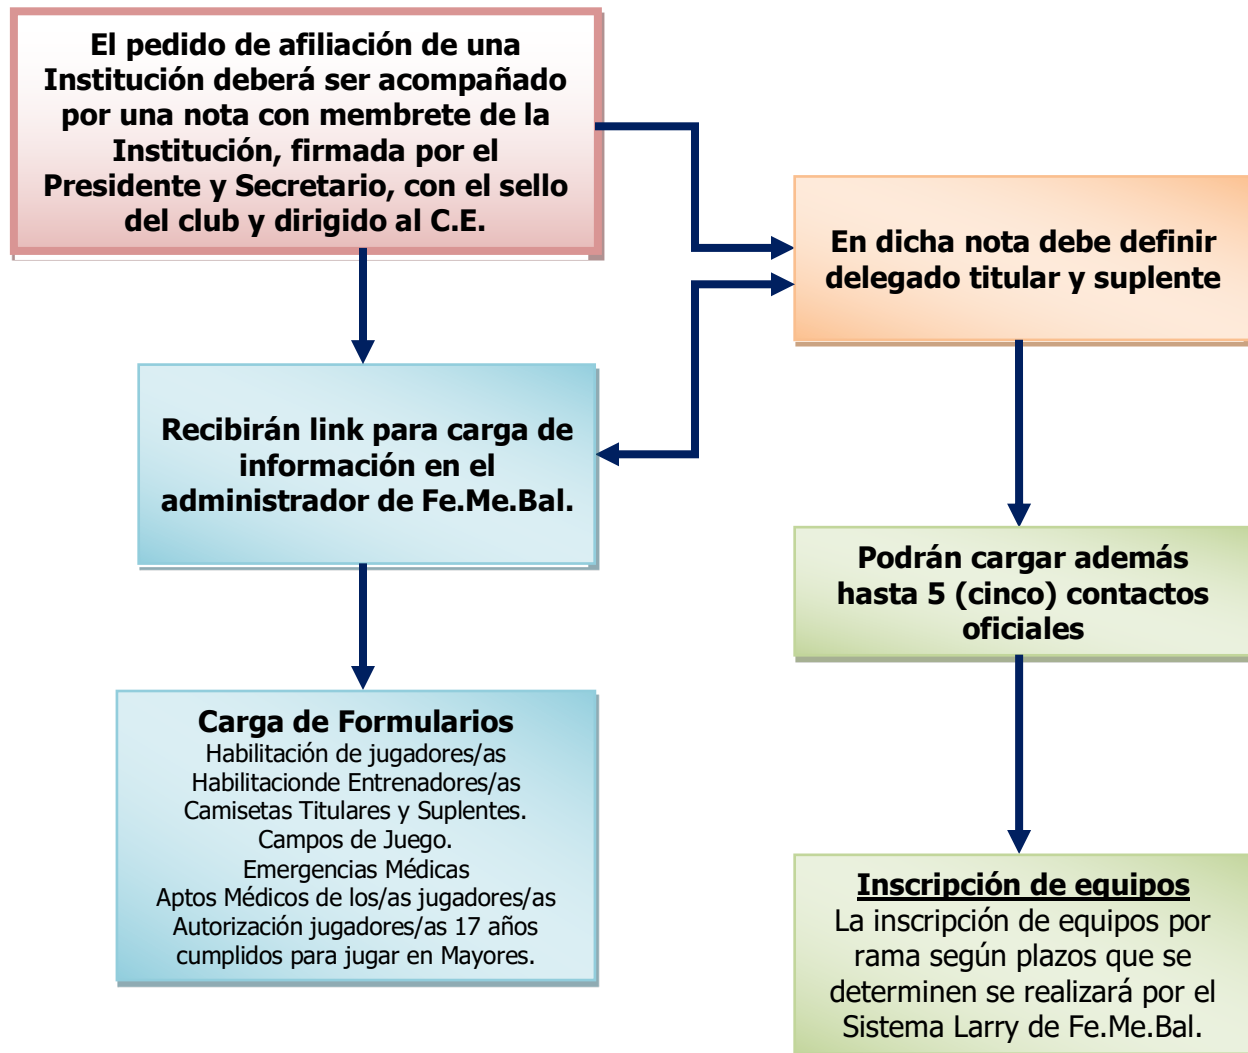 El pedido de afiliación de una
Institución deberá ser acompañado
por una nota con membrete de la
Institución, firmada por el
Presidente y Secretario, con el sello
del club y dirigido al C.E.
En dicha nota debe definir
delegado titular y suplente
Recibirán link para carga de
información en el
administrador de Fe.Me.Bal.
Podrán cargar además
hasta 5 (cinco) contactos
oficiales
Carga de Formularios
Habilitación de jugadores/as
Habilitacionde Entrenadores/as
Camisetas Titulares y Suplentes.
Campos de Juego.
Emergencias Médicas
Aptos Médicos de los/as jugadores/as
Autorización jugadores/as 17 años
cumplidos para jugar en Mayores.
Inscripción de equipos
La inscripción de equipos por
rama según plazos que se
determinen se realizará por el
Sistema Larry de Fe.Me.Bal.